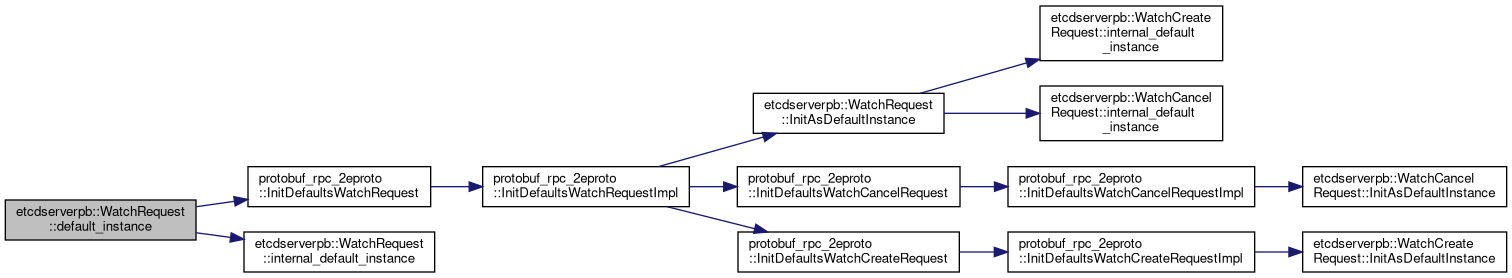 etcdserverpb::WatchRequest
::default_instance
protobuf_rpc_2eproto
::InitDefaultsWatchRequest
etcdserverpb::WatchRequest
::internal_default_instance
protobuf_rpc_2eproto
::InitDefaultsWatchRequestImpl
etcdserverpb::WatchRequest
::InitAsDefaultInstance
etcdserverpb::WatchCreate
Request::internal_default
_instance
etcdserverpb::WatchCancel
Request::internal_default
_instance
protobuf_rpc_2eproto
::InitDefaultsWatchCancelRequest
protobuf_rpc_2eproto
::InitDefaultsWatchCancelRequestImpl
etcdserverpb::WatchCancel
Request::InitAsDefaultInstance
protobuf_rpc_2eproto
::InitDefaultsWatchCreateRequest
protobuf_rpc_2eproto
::InitDefaultsWatchCreateRequestImpl
etcdserverpb::WatchCreate
Request::InitAsDefaultInstance